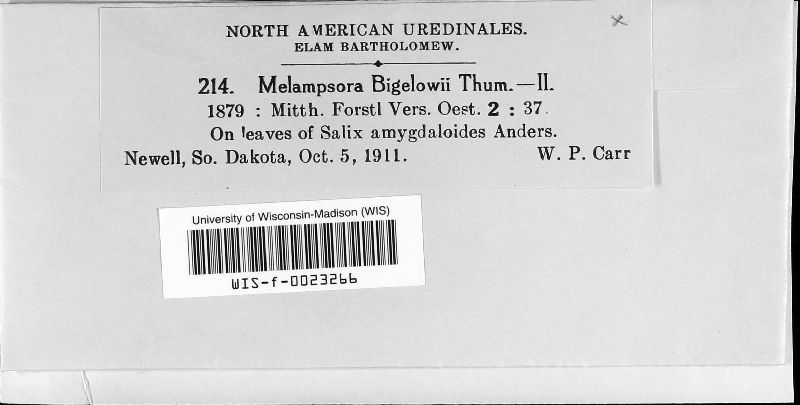 NORTH AMERICAN UREDINALES.
ELAM BARTHOLOMEW.
214. Melampsora Bigelowii Thum.—II.
1879 : Mitth. Forstl Vers. Oest. 2 : 37.
On leaves of Salix amygdaloides Anders.
Newell, So. Dakota, Oct. 5, 1911. W. P. Carr
University of Wisconsin-Madison (WIS)
WIS-f-0023266